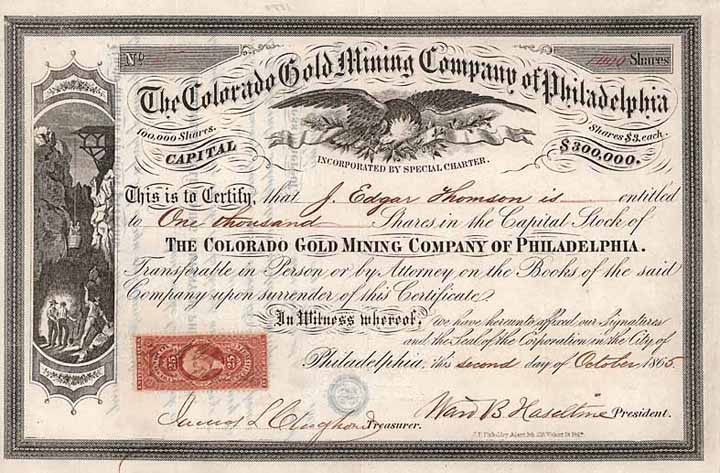 No
1000 Shares
The Colorado Gold Mining Company of Philadelphia
100,000 Shares.
Shares $3. each.
CAPITAL
$300,000.
INCORPORATED BY SPECIAL CHARTER.
This is to Certify, that J. Edgar Thomson is entitled
to One thousand Shares in the Capital Stock of
THE COLORADO GOLD MINING COMPANY OF PHILADELPHIA.
Transferable in Person or by Attorney on the Books of the said
Company upon surrender of this Certificate
In Witness whereof, We have hereunto affixed our Signatures
and the Seal of the Corporation in the City of
Philadelphia, this second day of October 1865
25 25
Treasurer.
Ward B. Haseltine President.